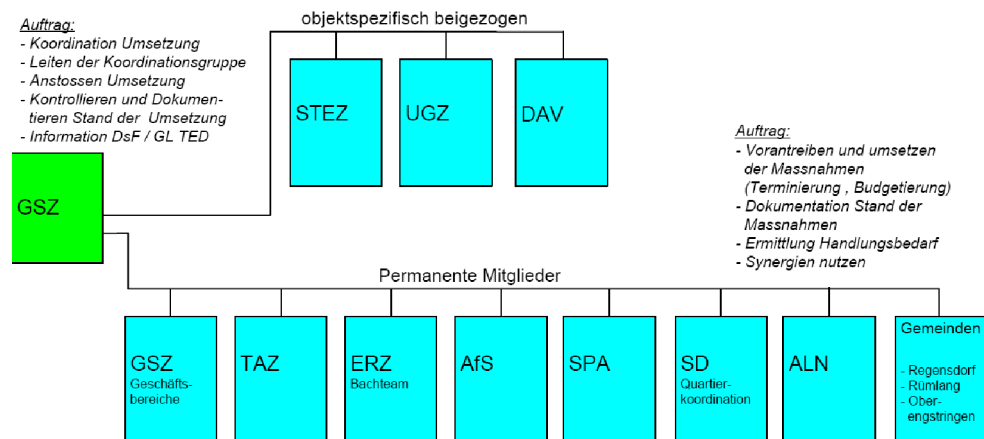 objektspezifisch beigezogen
Auftrag:
- Koordination Umsetzung
- Leiten der Koordinationsgruppe
- Anstossen Umsetzung
- Kontrollieren und Dokumen-
tieren Stand der Umsetzung
- Information DsF / GL TED
STEZ
UGZ
DAV
GSZ
Auftrag:
- Vorantreiben und umsetzen
der Massnahmen
(Terminierung , Budgetierung)
- Dokumentation Stand der
Massnahmen
- Ermittlung Handlungsbedarf
- Synergien nutzen
Permanente Mitglieder
GSZ
Geschäfts-
bereiche
TAZ
ERZ
Bachteam
AfS
SPA
SD
Quartier-
koordination
ALN
Gemeinden
- Regensdorf
- Rümlang
- Ober-
engstringen